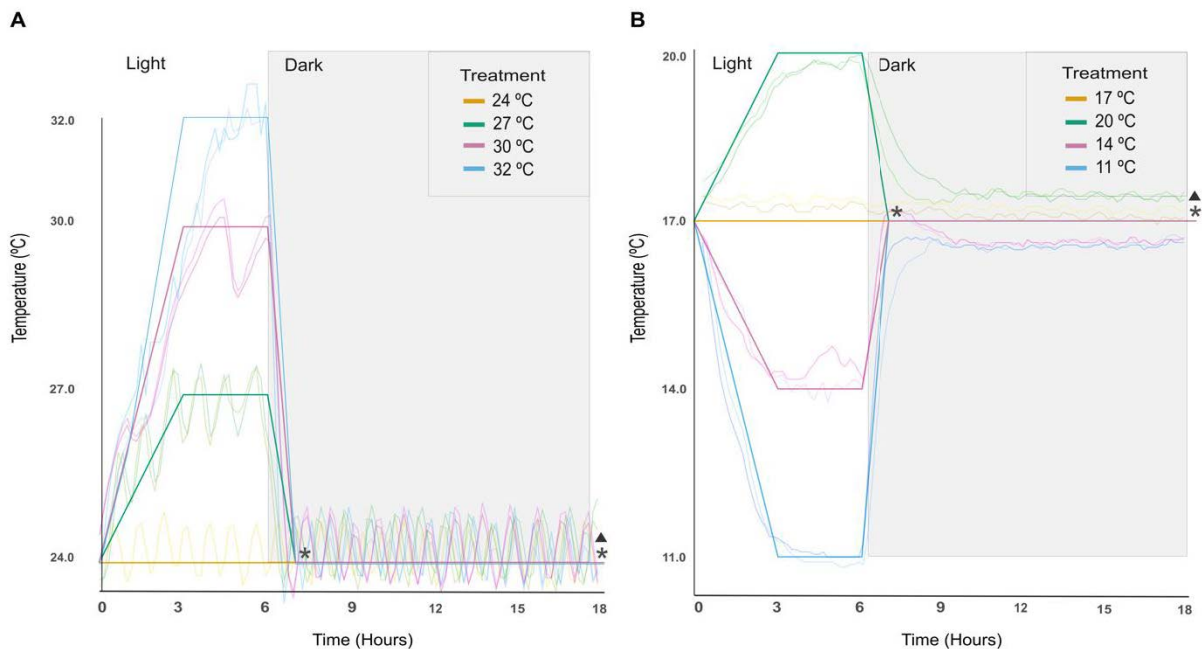 A
Light
Dark
Treatment
24 ºC
27 ºC
30 ºC
32 ºC
32.0
30.0
27.0
24.0
Temperature (ºC)
*
▲
*
0 3 6 9 12 15 18
Time (Hours)
B
Light
Dark
Treatment
17 ºC
20 ºC
14 ºC
11 ºC
20.0
17.0
14.0
11.0
Temperature (ºC)
*
▲
*
0 3 6 9 12 15 18
Time (Hours)